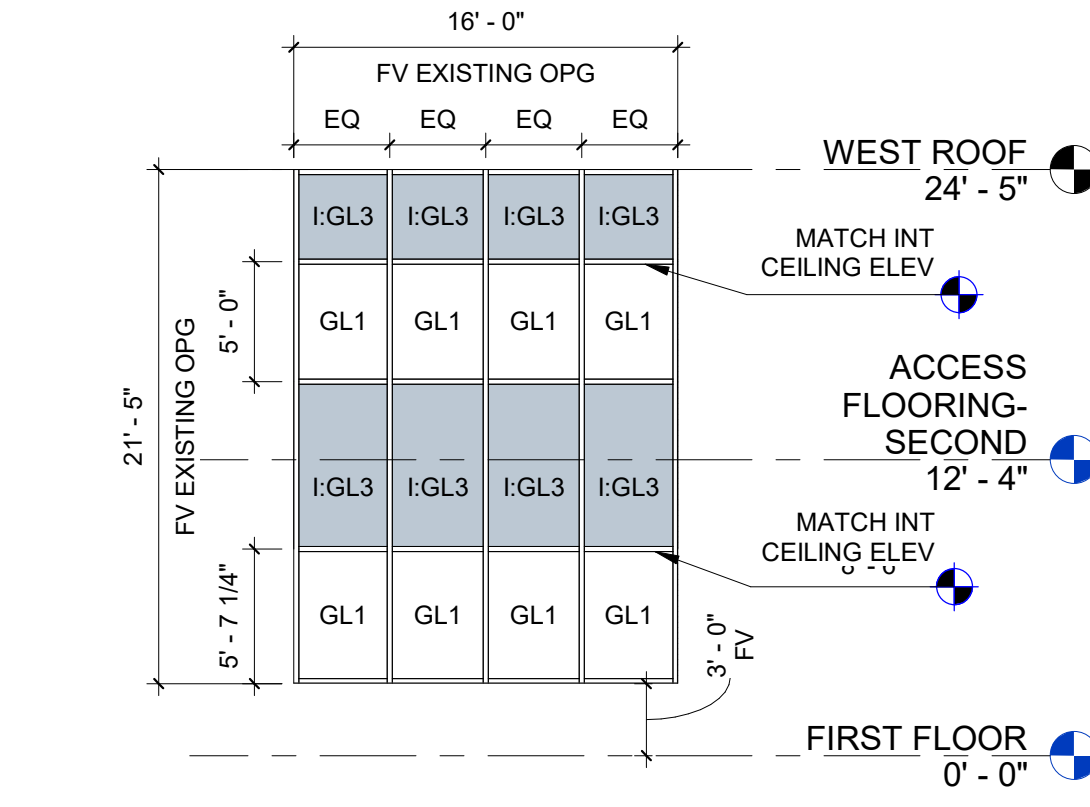 16' - 0"
FV EXISTING OPG
EQ EQ EQ EQ
WEST ROOF
24' - 5"
I:GL3 I:GL3 I:GL3 I:GL3
MATCH INT
CEILING ELEV
5' - 0"
GL1 GL1 GL1 GL1
21' - 5"
FV EXISTING OPG
ACCESS
FLOORING-
SECOND
12' - 4"
I:GL3 I:GL3 I:GL3 I:GL3
MATCH INT
CEILING ELEV
5' - 7 1/4"
GL1 GL1 GL1 GL1
3' - 0"
FV
FIRST FLOOR
0' - 0"